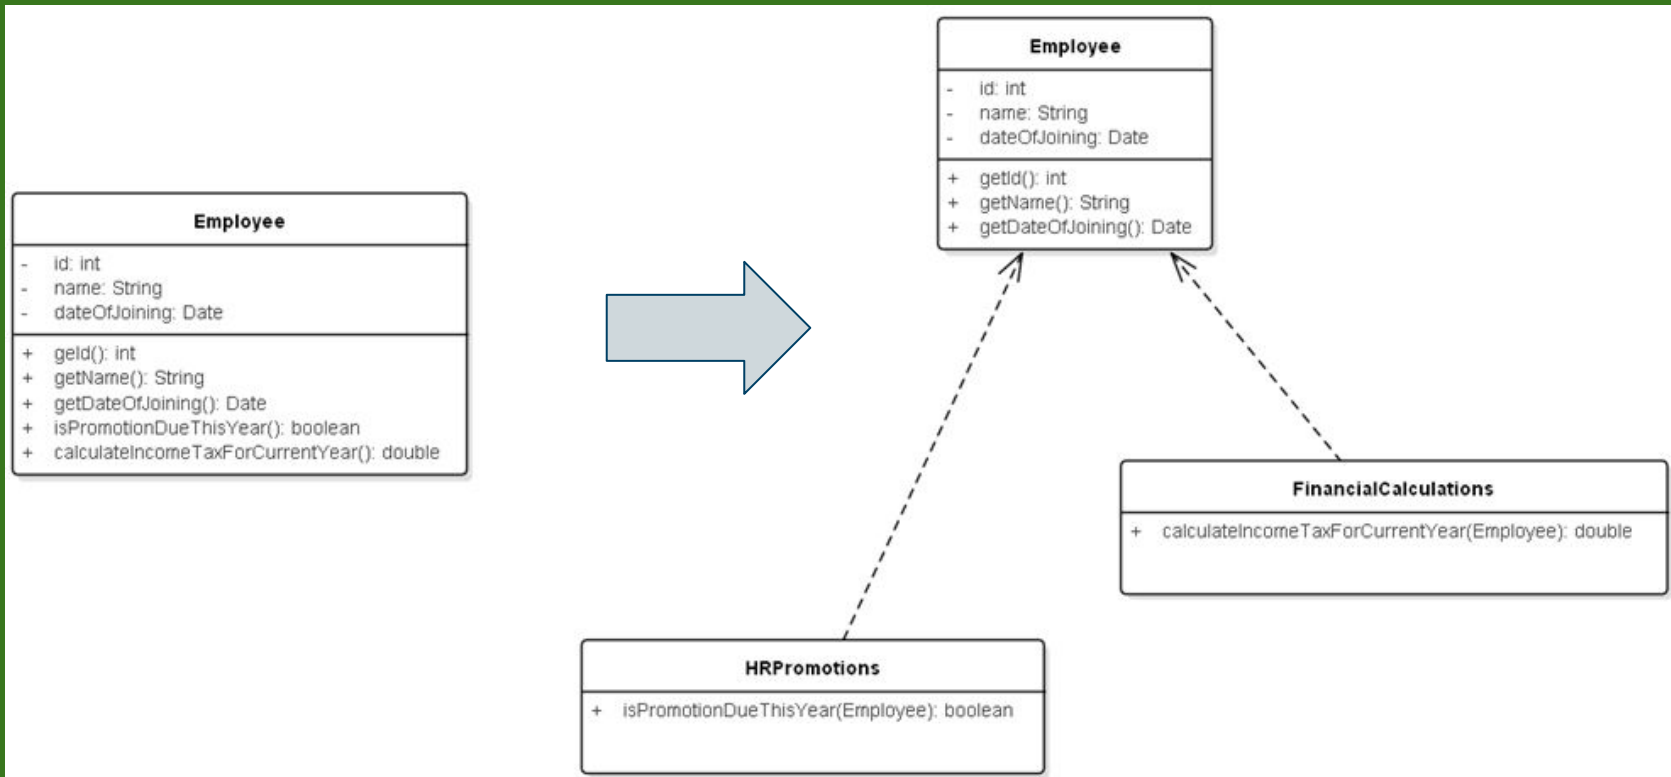 Employee
- id: int
- name: String
- dateOfJoining: Date
+ geId(): int
+ getName(): String
+ getDateOfJoining(): Date
+ isPromotionDueThisYear(): boolean
+ calculateIncomeTaxForCurrentYear(): double
Employee
- id: int
- name: String
- dateOfJoining: Date
+ getId(): int
+ getName(): String
+ getDateOfJoining(): Date
HRPromotions
+ isPromotionDueThisYear(Employee): boolean
FinancialCalculations
+ calculateIncomeTaxForCurrentYear(Employee): double